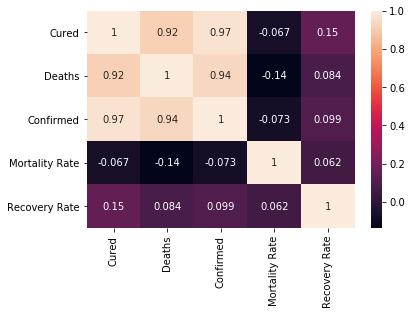 Cured 1 0.92 0.97 -0.067 0.15
Deaths 0.92 1 0.94 -0.14 0.084
Confirmed 0.97 0.94 1 -0.073 0.099
Mortality Rate -0.067 -0.14 -0.073 1 0.062
Recovery Rate 0.15 0.084 0.099 0.062 1
Cured
Deaths
Confirmed
Mortality Rate
Recovery Rate
1.0
0.8
0.6
0.4
0.2
0.0